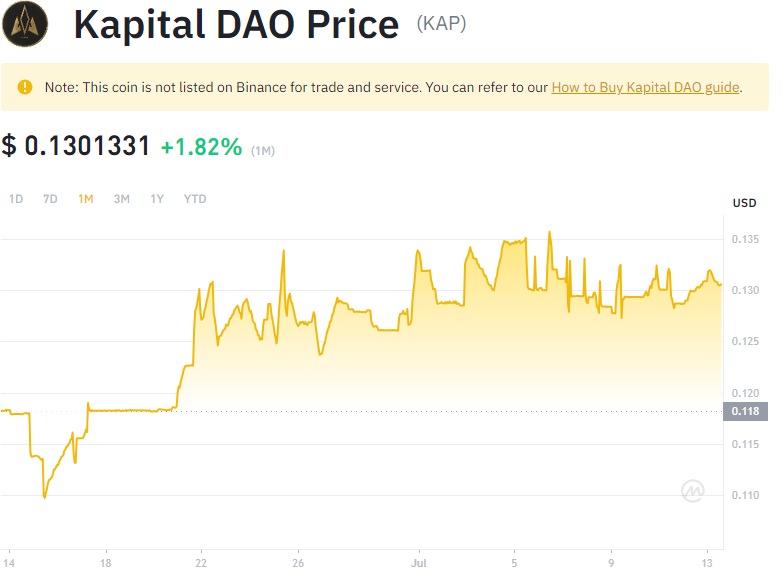 Kapital DAO Price (KAP)
Note: This coin is not listed on Binance for trade and service. You can refer to our How to Buy Kapital DAO guide.
$ 0.1301331 +1.82% (1M)
1D 7D 1M 3M 1Y YTD
USD
0.135
0.130
0.125
0.120
0.118
0.115
0.110
14 18 22 26 Jul 5 9 13